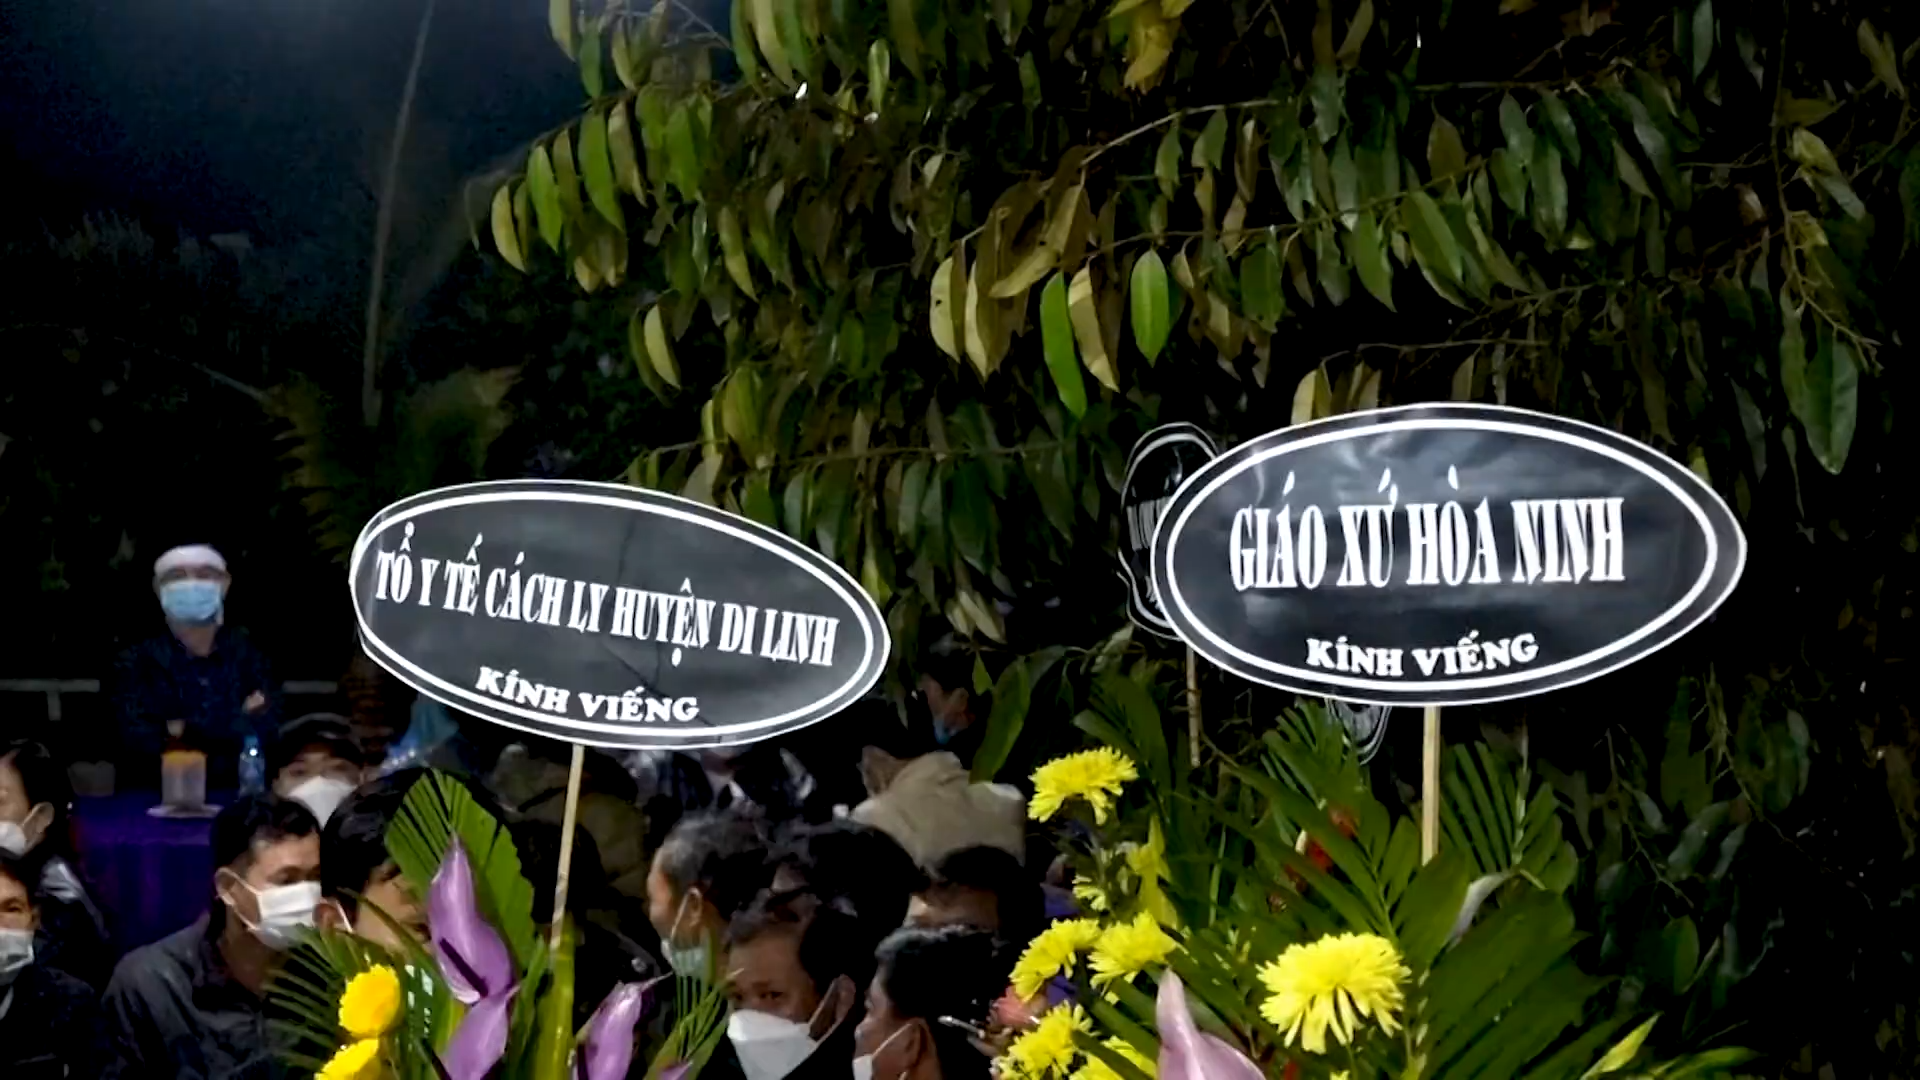 TỔ Y TẾ CÁCH LY HUYỆN DI LINH
KÍNH VIẾNG
GIÁO XỨ HÒA NINH
KÍNH VIẾNG